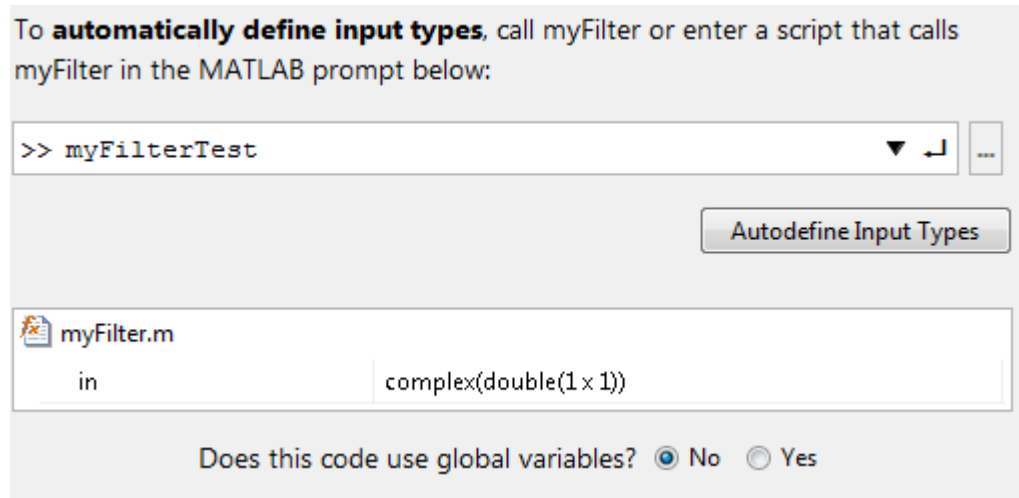 To automatically define input types, call myFilter or enter a script that calls
myFilter in the MATLAB prompt below:
>> myFilterTest
...
Autodefine Input Types
myFilter.m
in complex(double(1 x 1))
Does this code use global variables? No Yes